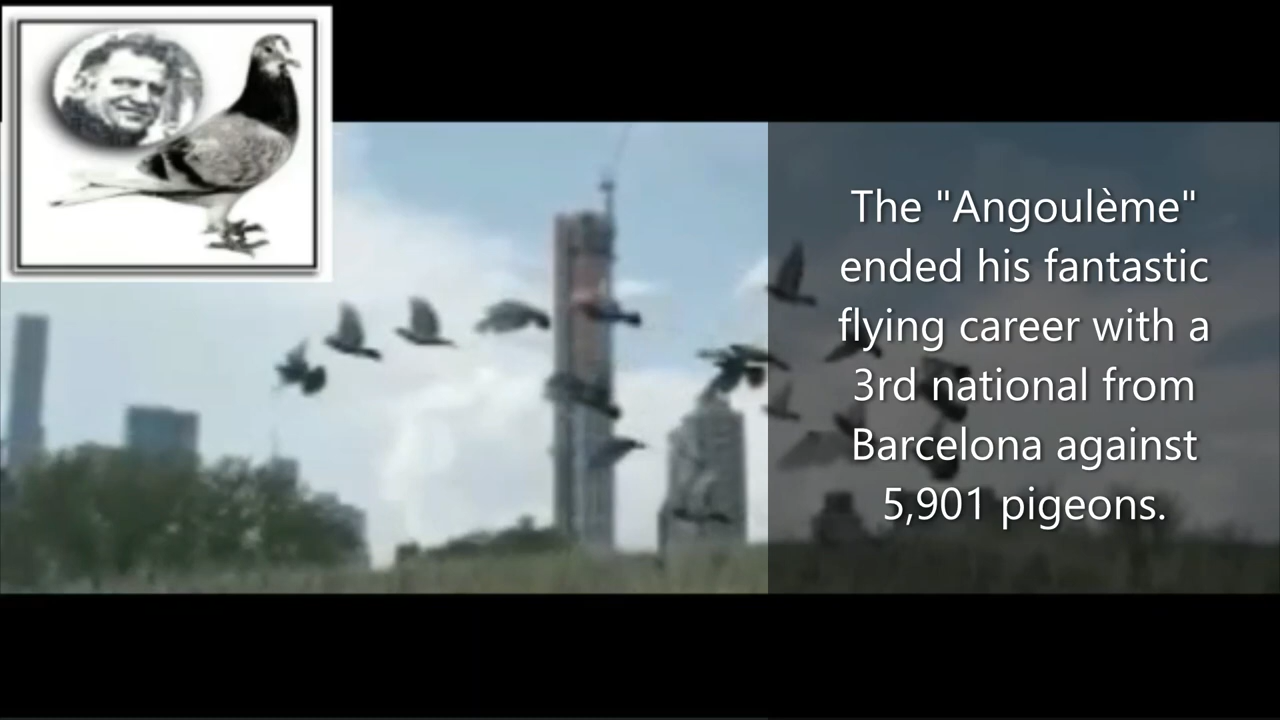 The "Angoulème"
ended his fantastic
flying career with a
3rd national from
Barcelona against
5,901 pigeons.